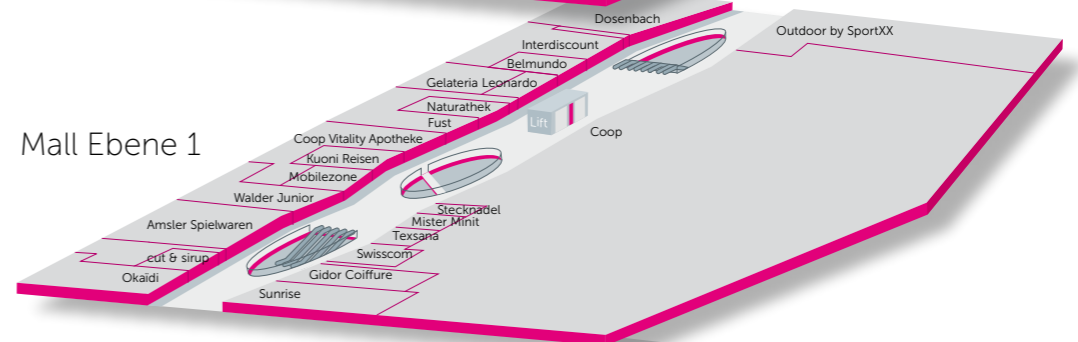 Dosenbach
Outdoor by SportXX
Interdiscount
Belmundo
Gelateria Leonardo
Naturathek
Fust
Lift
Coop
Mall Ebene 1
Coop Vitality Apotheke
Kuoni Reisen
Mobilezone
Walder Junior
Stecknadel
Mister Minit
Amsler Spielwaren
Texsana
cut & sirup
Swisscom
Okaïdi
Gidor Coiffure
Sunrise